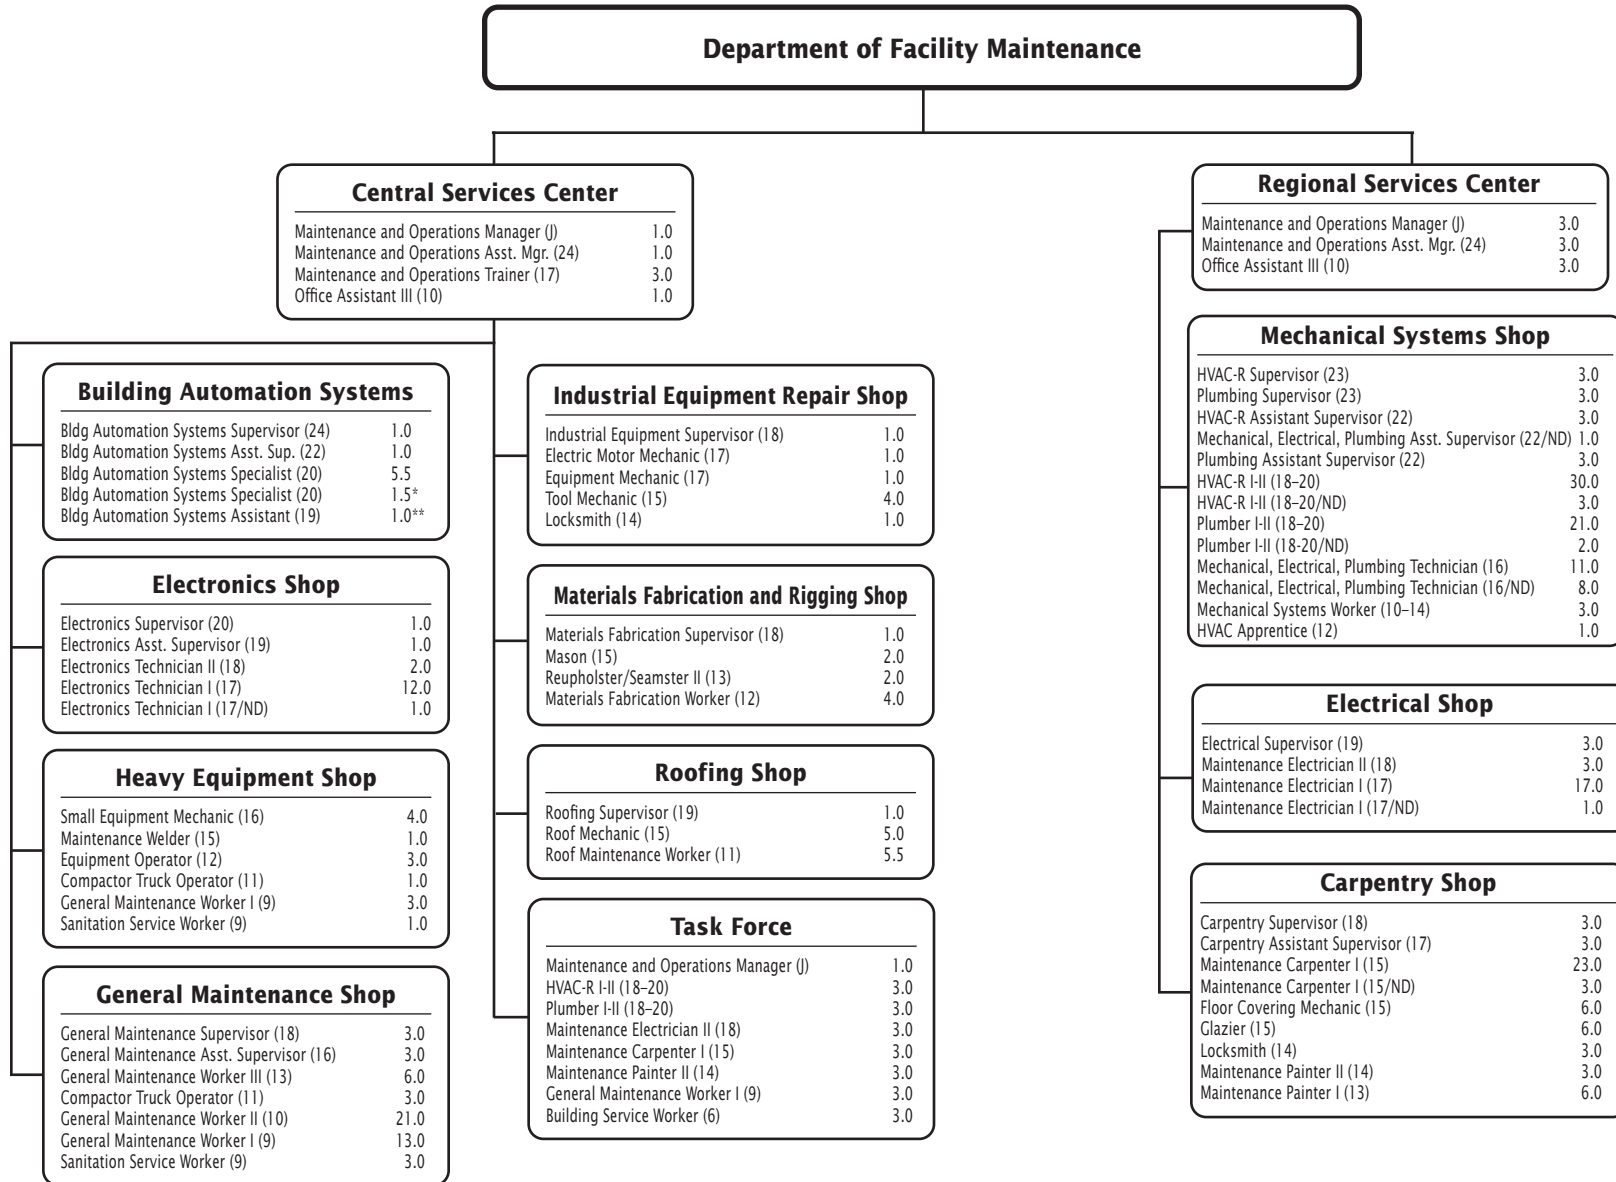 Department of Facility Maintenance
Central Services Center
Maintenance and Operations Manager (J) 1.0
Maintenance and Operations Asst. Mgr. (24) 1.0
Maintenance and Operations Trainer (17) 3.0
Office Assistant III (10) 1.0
Building Automation Systems
Bldg Automation Systems Supervisor (24) 1.0
Bldg Automation Systems Asst. Sup. (22) 1.0
Bldg Automation Systems Specialist (20) 5.5
Bldg Automation Systems Specialist (20) 1.5*
Bldg Automation Systems Assistant (19) 1.0**
Electronics Shop
Electronics Supervisor (20) 1.0
Electronics Asst. Supervisor (19) 1.0
Electronics Technician II (18) 2.0
Electronics Technician I (17) 12.0
Electronics Technician I (17/ND) 1.0
Heavy Equipment Shop
Small Equipment Mechanic (16) 4.0
Maintenance Welder (15) 1.0
Equipment Operator (12) 3.0
Compactor Truck Operator (11) 1.0
General Maintenance Worker I (9) 3.0
Sanitation Service Worker (9) 1.0
General Maintenance Shop
General Maintenance Supervisor (18) 3.0
General Maintenance Asst. Supervisor (16) 3.0
General Maintenance Worker III (13) 6.0
Compactor Truck Operator (11) 3.0
General Maintenance Worker II (10) 21.0
General Maintenance Worker I (9) 13.0
Sanitation Service Worker (9) 3.0
Industrial Equipment Repair Shop
Industrial Equipment Supervisor (18) 1.0
Electric Motor Mechanic (17) 1.0
Equipment Mechanic (17) 1.0
Tool Mechanic (15) 4.0
Locksmith (14) 1.0
Materials Fabrication and Rigging Shop
Materials Fabrication Supervisor (18) 1.0
Mason (15) 2.0
Reupholster/Seamster II (13) 2.0
Materials Fabrication Worker (12) 4.0
Roofing Shop
Roofing Supervisor (19) 1.0
Roof Mechanic (15) 5.0
Roof Maintenance Worker (11) 5.5
Task Force
Maintenance and Operations Manager (J) 1.0
HVAC-R I-II (18–20) 3.0
Plumber I-II (18–20) 3.0
Maintenance Electrician II (18) 3.0
Maintenance Carpenter I (15) 3.0
Maintenance Painter II (14) 3.0
General Maintenance Worker I (9) 3.0
Building Service Worker (6) 3.0
Regional Services Center
Maintenance and Operations Manager (J) 3.0
Maintenance and Operations Asst. Mgr. (24) 3.0
Office Assistant III (10) 3.0
Mechanical Systems Shop
HVAC-R Supervisor (23) 3.0
Plumbing Supervisor (23) 3.0
HVAC-R Assistant Supervisor (22) 3.0
Mechanical, Electrical, Plumbing Asst. Supervisor (22/ND) 1.0
Plumbing Assistant Supervisor (22) 3.0
HVAC-R I-II (18–20) 30.0
HVAC-R I-II (18–20/ND) 3.0
Plumber I-II (18–20) 21.0
Plumber I-II (18-20/ND) 2.0
Mechanical, Electrical, Plumbing Technician (16) 11.0
Mechanical, Electrical, Plumbing Technician (16/ND) 8.0
Mechanical Systems Worker (10–14) 3.0
HVAC Apprentice (12) 1.0
Electrical Shop
Electrical Supervisor (19) 3.0
Maintenance Electrician II (18) 3.0
Maintenance Electrician I (17) 17.0
Maintenance Electrician I (17/ND) 1.0
Carpentry Shop
Carpentry Supervisor (18) 3.0
Carpentry Assistant Supervisor (17) 3.0
Maintenance Carpenter I (15) 23.0
Maintenance Carpenter I (15/ND) 3.0
Floor Covering Mechanic (15) 6.0
Glazier (15) 6.0
Locksmith (14) 3.0
Maintenance Painter II (14) 3.0
Maintenance Painter I (13) 6.0